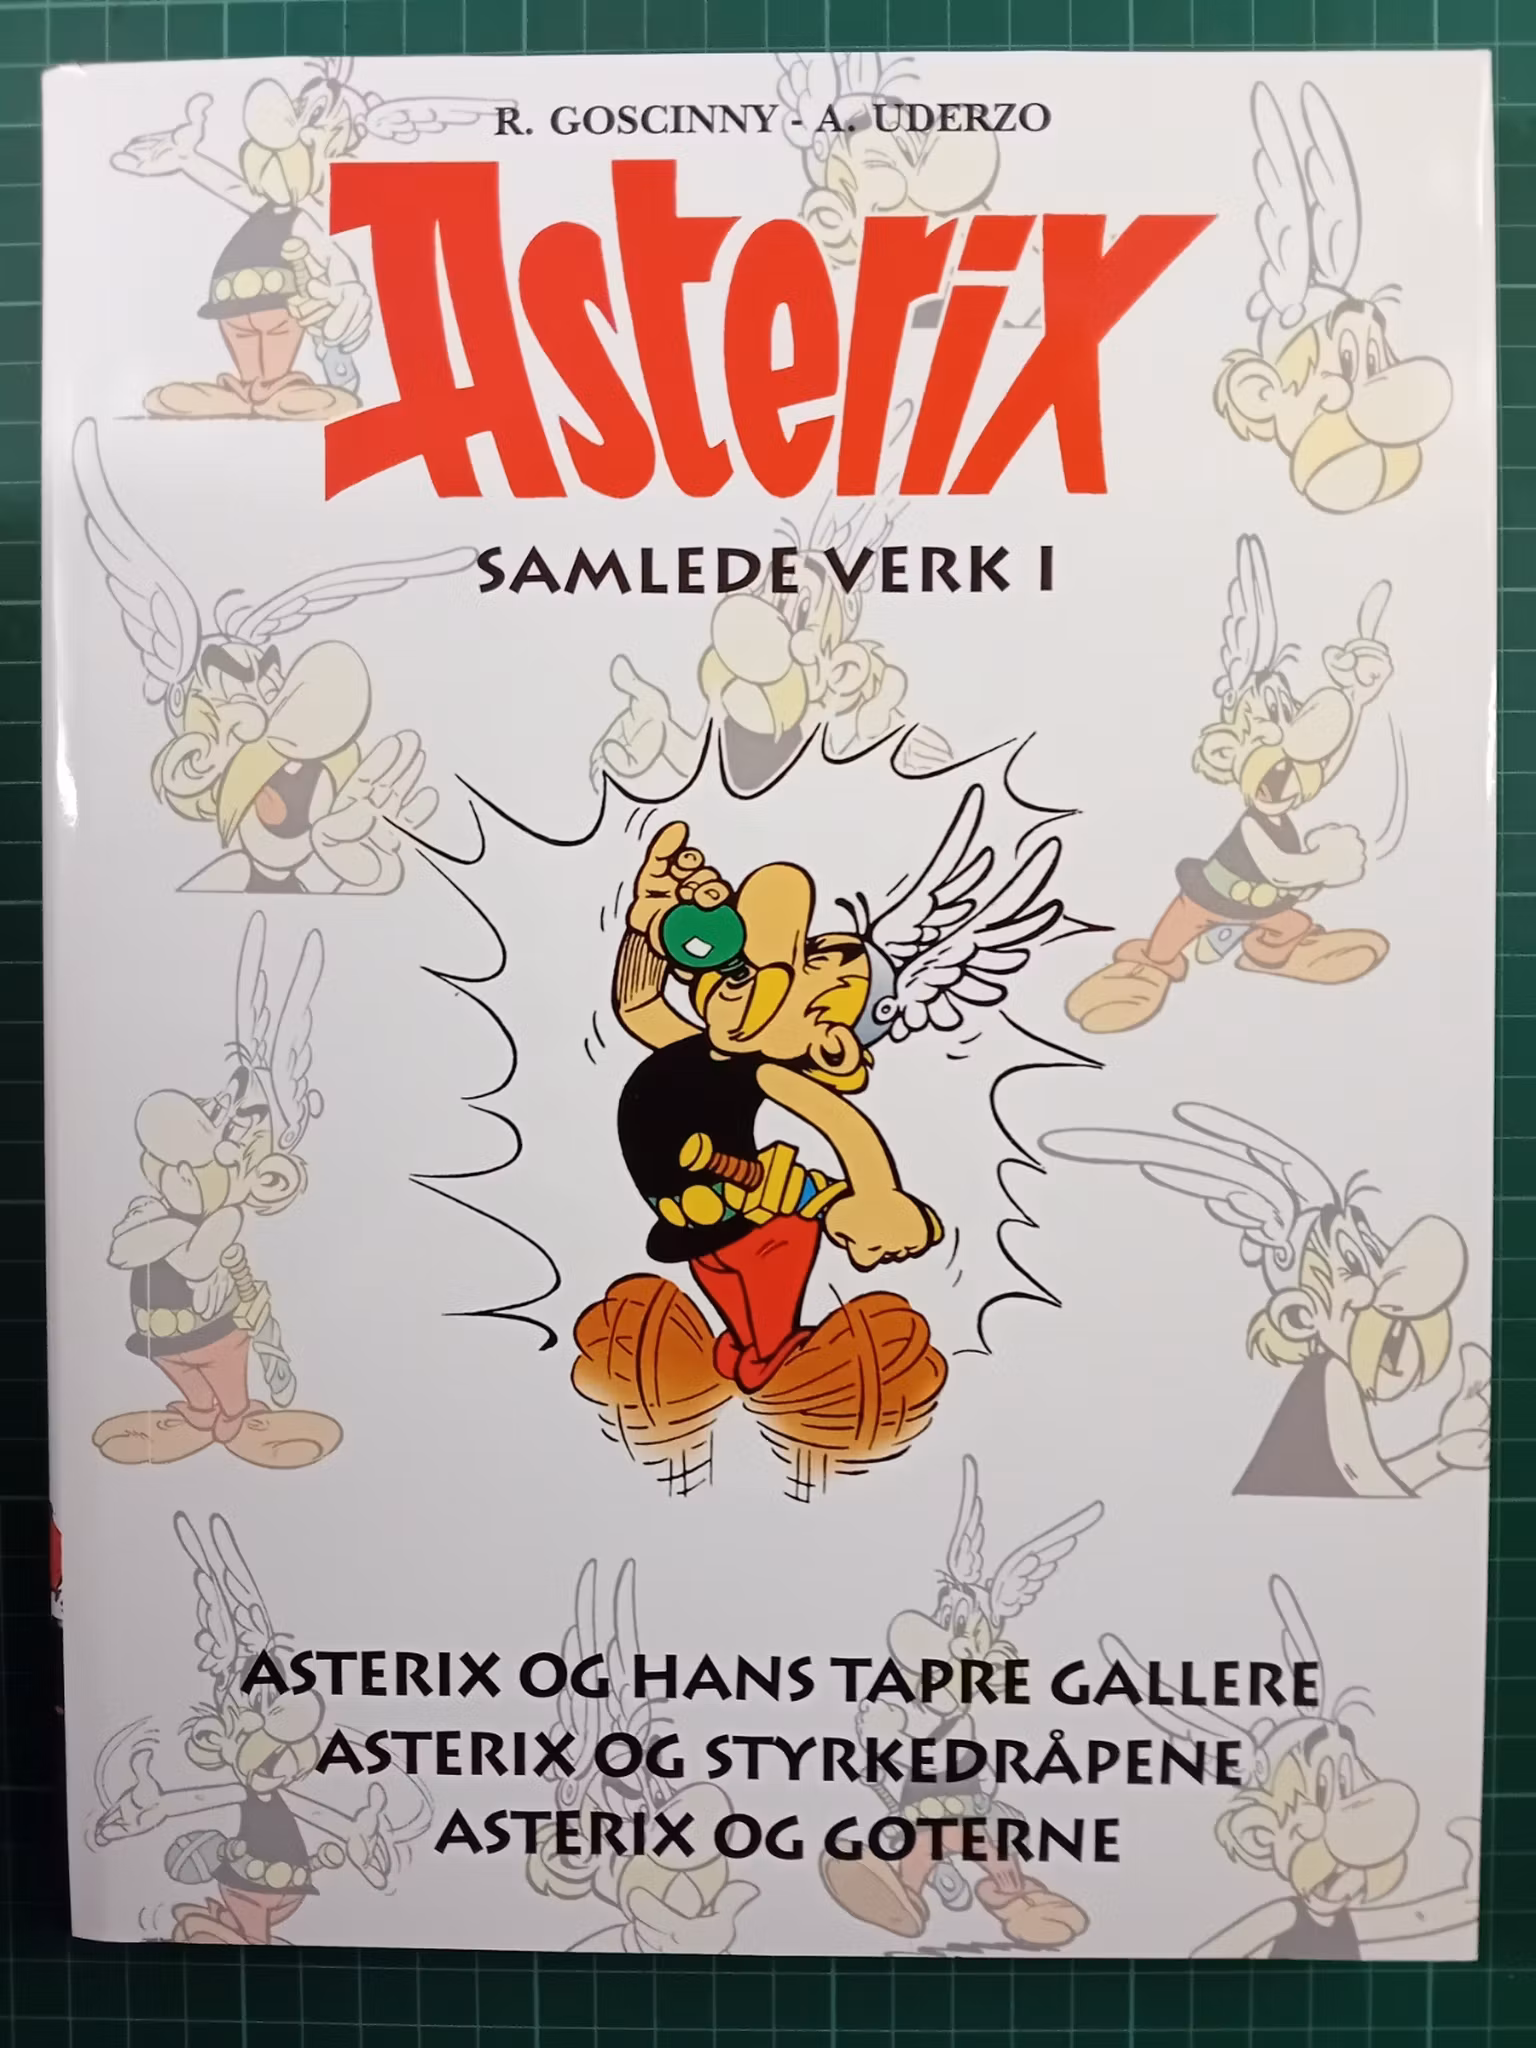 R. GOSCINNY - A. UDERZO
Asterix
SAMLEDE VERK I
ASTERIX OG HANS TAPRE GALLERE
ASTERIX OG STYRKEDRÅPENE
ASTERIX OG GOTERNE